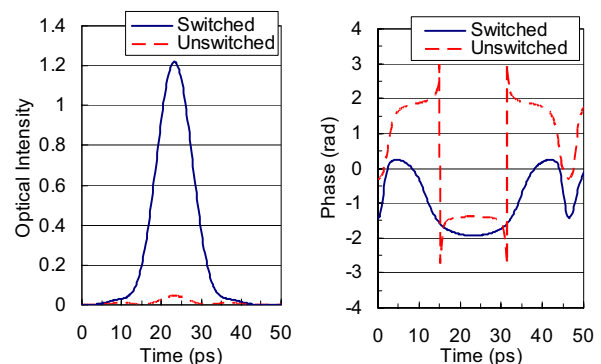 Switched
Unswitched
1.4
1.2
1
0.8
0.6
0.4
0.2
0
0 10 20 30 40 50
Time (ps)
Optical Intensity
Switched
Unswitched
4
3
2
1
0
-1
-2
-3
-4
0 10 20 30 40 50
Time (ps)
Phase (rad)